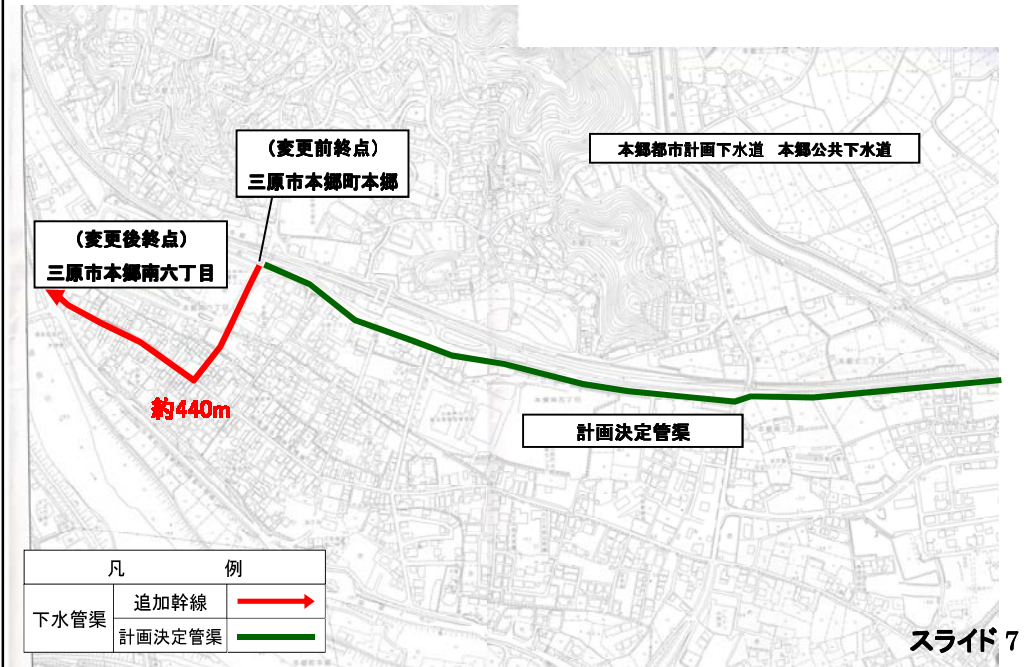 本郷都市計画下水道 本郷公共下水道
(変更前終点)
三原市本郷町本郷
(変更後終点)
三原市本郷南六丁目
約440m
計画決定管渠
凡 例
下水管渠
追加幹線
計画決定管渠
スライド 7